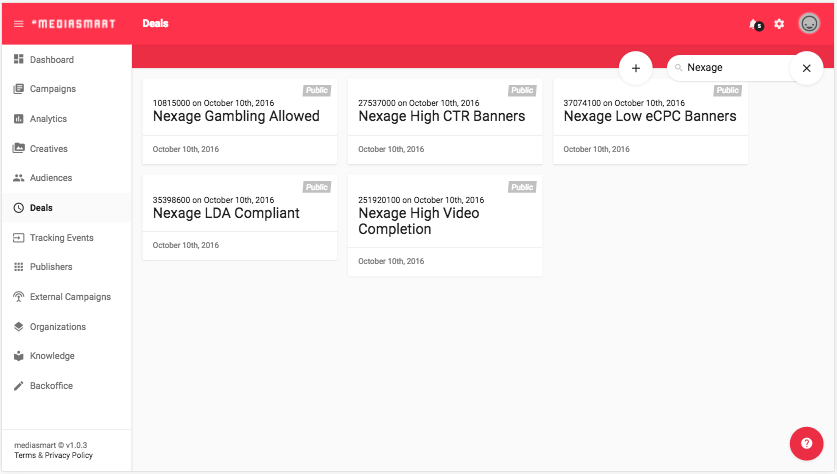 MEDIASMART
Deals
5
Dashboard
Campaigns
Analytics
Creatives
Audiences
Deals
Tracking Events
Publishers
External Campaigns
Organizations
Knowledge
Backoffice
mediasmart © v1.0.3
Terms & Privacy Policy
+
Nexage
Public
10815000 on October 10th, 2016
Nexage Gambling Allowed
October 10th, 2016
Public
27537000 on October 10th, 2016
Nexage High CTR Banners
October 10th, 2016
Public
37074100 on October 10th, 2016
Nexage Low eCPC Banners
October 10th, 2016
Public
35398600 on October 10th, 2016
Nexage LDA Compliant
October 10th, 2016
Public
251920100 on October 10th, 2016
Nexage High Video
Completion
October 10th, 2016
?